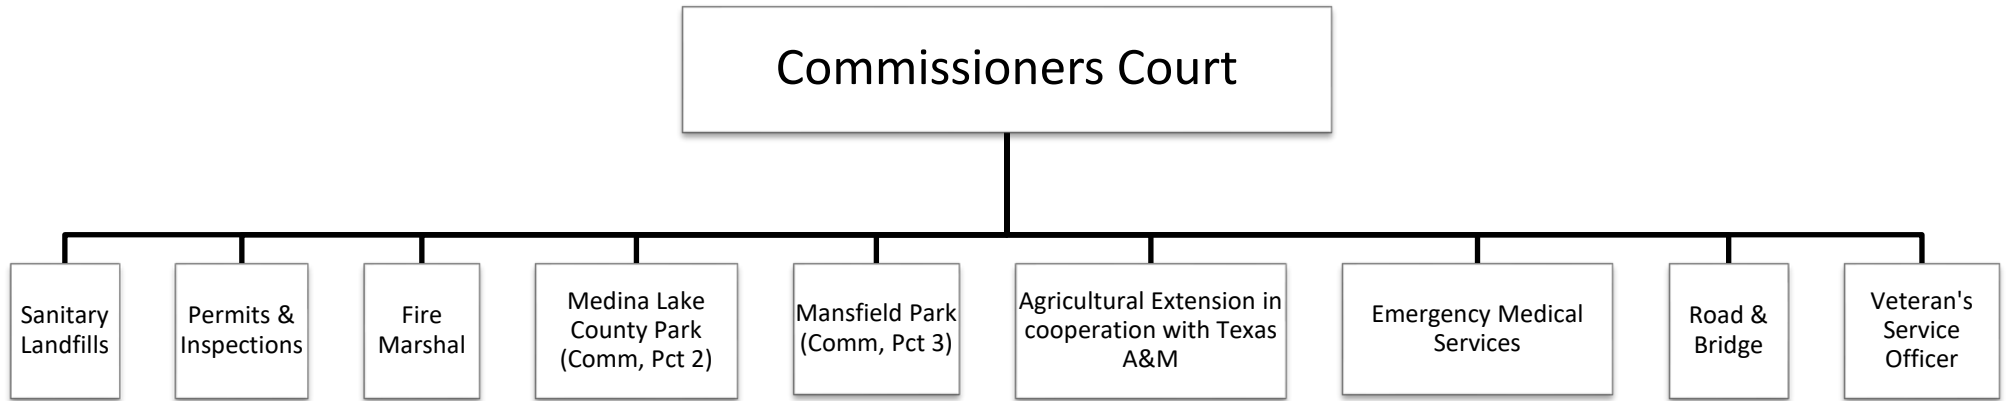 Commissioners Court
Sanitary
Landfills
Permits &
Inspections
Fire
Marshal
Medina Lake
County Park
(Comm, Pct 2)
Mansfield Park
(Comm, Pct 3)
Agricultural Extension in
cooperation with Texas
A&M
Emergency Medical
Services
Road &
Bridge
Veteran's
Service
Officer